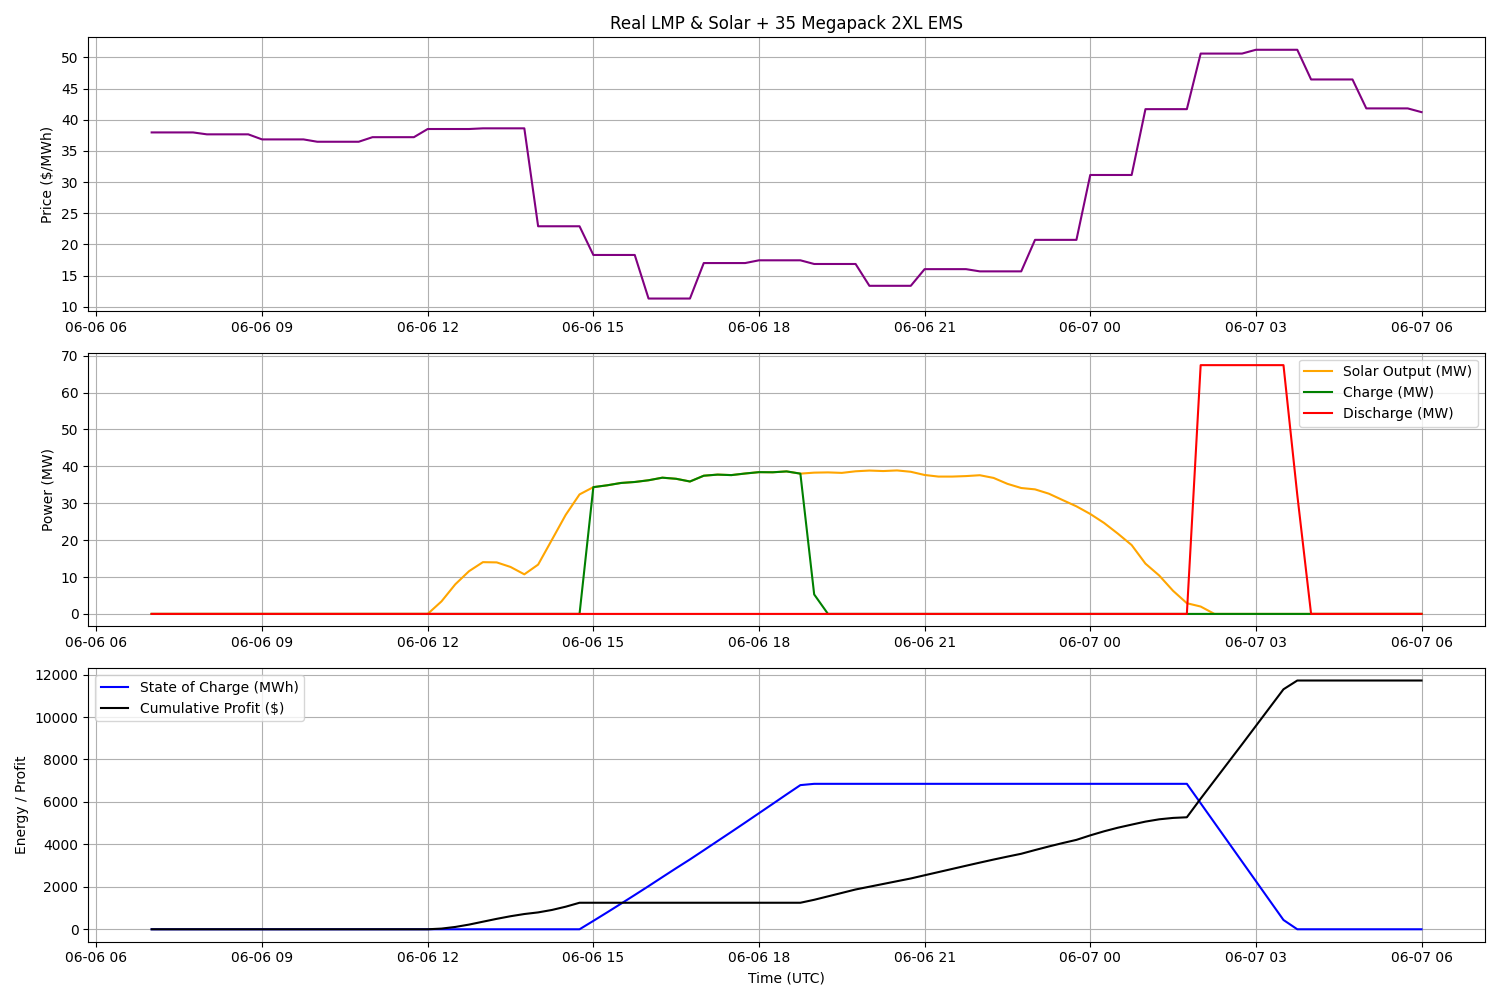 Real LMP & Solar + 35 Megapack 2XL EMS
Price ($/MWh)
50
45
40
35
30
25
20
15
10
06-06 06 06-06 09 06-06 12 06-06 15 06-06 18 06-06 21 06-07 00 06-07 03 06-07 06
Power (MW)
70
60
50
40
30
20
10
0
Solar Output (MW)
Charge (MW)
Discharge (MW)
06-06 06 06-06 09 06-06 12 06-06 15 06-06 18 06-06 21 06-07 00 06-07 03 06-07 06
Energy / Profit
12000
10000
8000
6000
4000
2000
0
State of Charge (MWh)
Cumulative Profit ($)
06-06 06 06-06 09 06-06 12 06-06 15 06-06 18 06-06 21 06-07 00 06-07 03 06-07 06
Time (UTC)